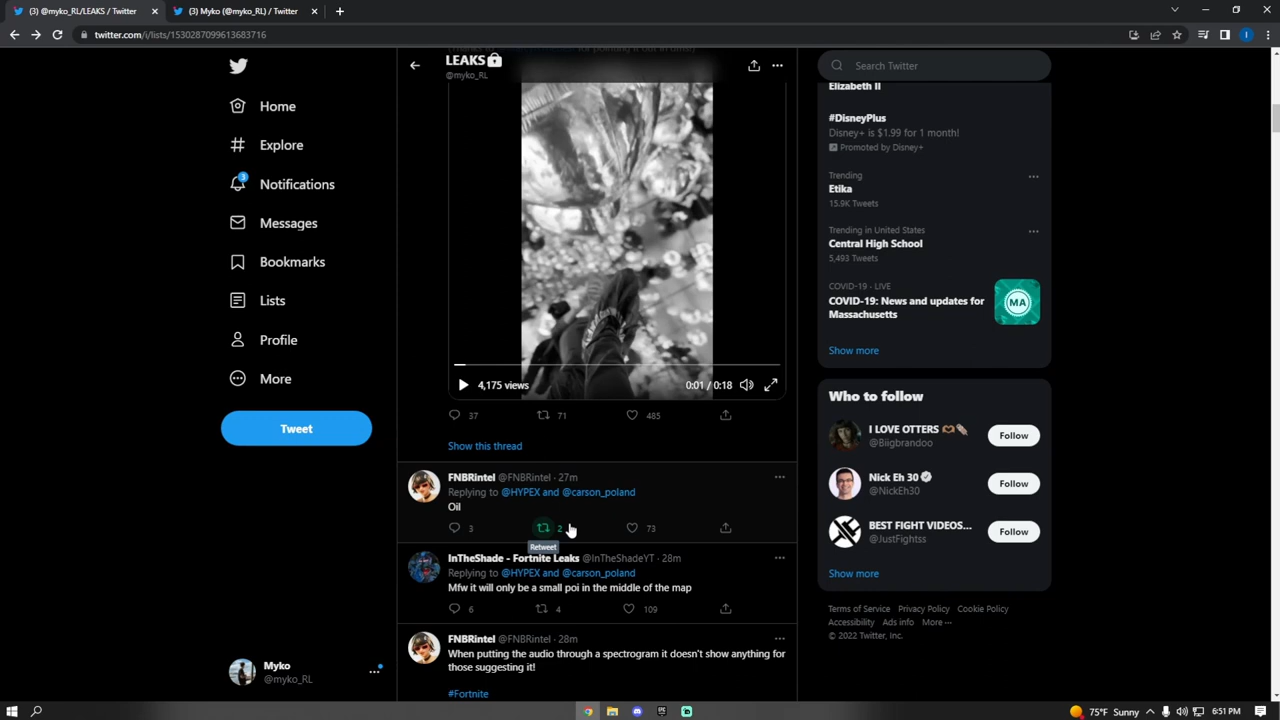 (3) @myko_RL/LEAKS / Twitter
(3) Myko (@myko_RL) / Twitter
twitter.com/i/lists/1530287099613683716
I
LEAKS
@myko_RL
Home
Explore
3
Notifications
Messages
Bookmarks
Lists
Profile
More
Tweet
Myko
@myko_RL
4,175 views
0:01 / 0:18
37
71
485
Show this thread
FNBRintel @FNBRintel · 27m
Replying to @HYPEX and @carson_poland
Oil
3
2
73
Retweet
InTheShade - Fortnite Leaks @InTheShadeYT · 28m
Replying to @HYPEX and @carson_poland
Mfw it will only be a small poi in the middle of the map
6
4
109
FNBRintel @FNBRintel · 28m
When putting the audio through a spectrogram it doesn't show anything for
those suggesting it!
#Fortnite
Search Twitter
Elizabeth II
#DisneyPlus
Disney+ is $1.99 for 1 month!
Promoted by Disney+
Trending
Etika
15.9K Tweets
Trending in United States
Central High School
5,493 Tweets
COVID-19 · LIVE
COVID-19: News and updates for
Massachusetts
MA
Show more
Who to follow
I LOVE OTTERS
@Biigbrandoo
Follow
Nick Eh 30
@NickEh30
Follow
BEST FIGHT VIDEOS...
@JustFightss
Follow
Show more
Terms of Service Privacy Policy Cookie Policy
Accessibility Ads info More ···
© 2022 Twitter, Inc.
75°F Sunny
6:51 PM